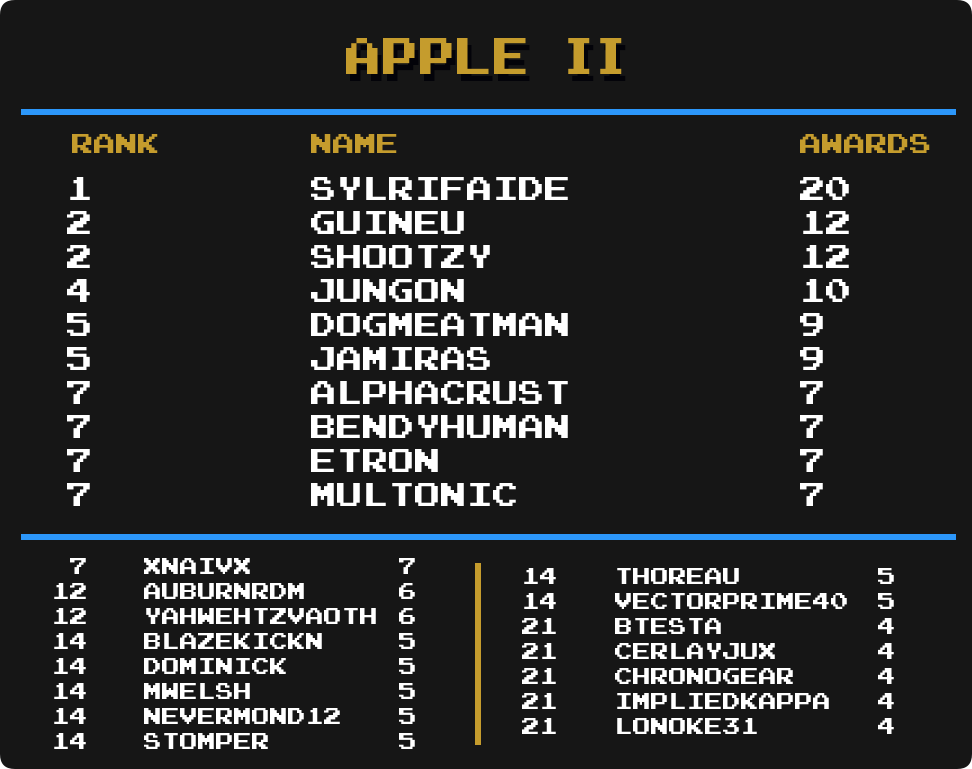 APPLE II
RANK NAME AWARDS
1 SYLRIFAIDE 20
2 GUINEU 12
2 SHOOTZY 12
4 JUNGON 10
5 DOGMEATMAN 9
5 JAMIRAS 9
7 ALPHACRUST 7
7 BENDYHUMAN 7
7 ETRON 7
7 MULTONIC 7
7 XNAIVX 7
12 AUBURNRDM 6
12 YAHWEHTZVAOTH 6
14 BLAZEKICKN 5
14 DOMINICK 5
14 MWELSH 5
14 NEVERMOND12 5
14 STOMPER 5
14 THOREAU 5
14 VECTORPRIME40 5
21 BTESTA 4
21 CERLAYJUX 4
21 CHRONOGEAR 4
21 IMPLIEDKAPPA 4
21 LONOKE31 4